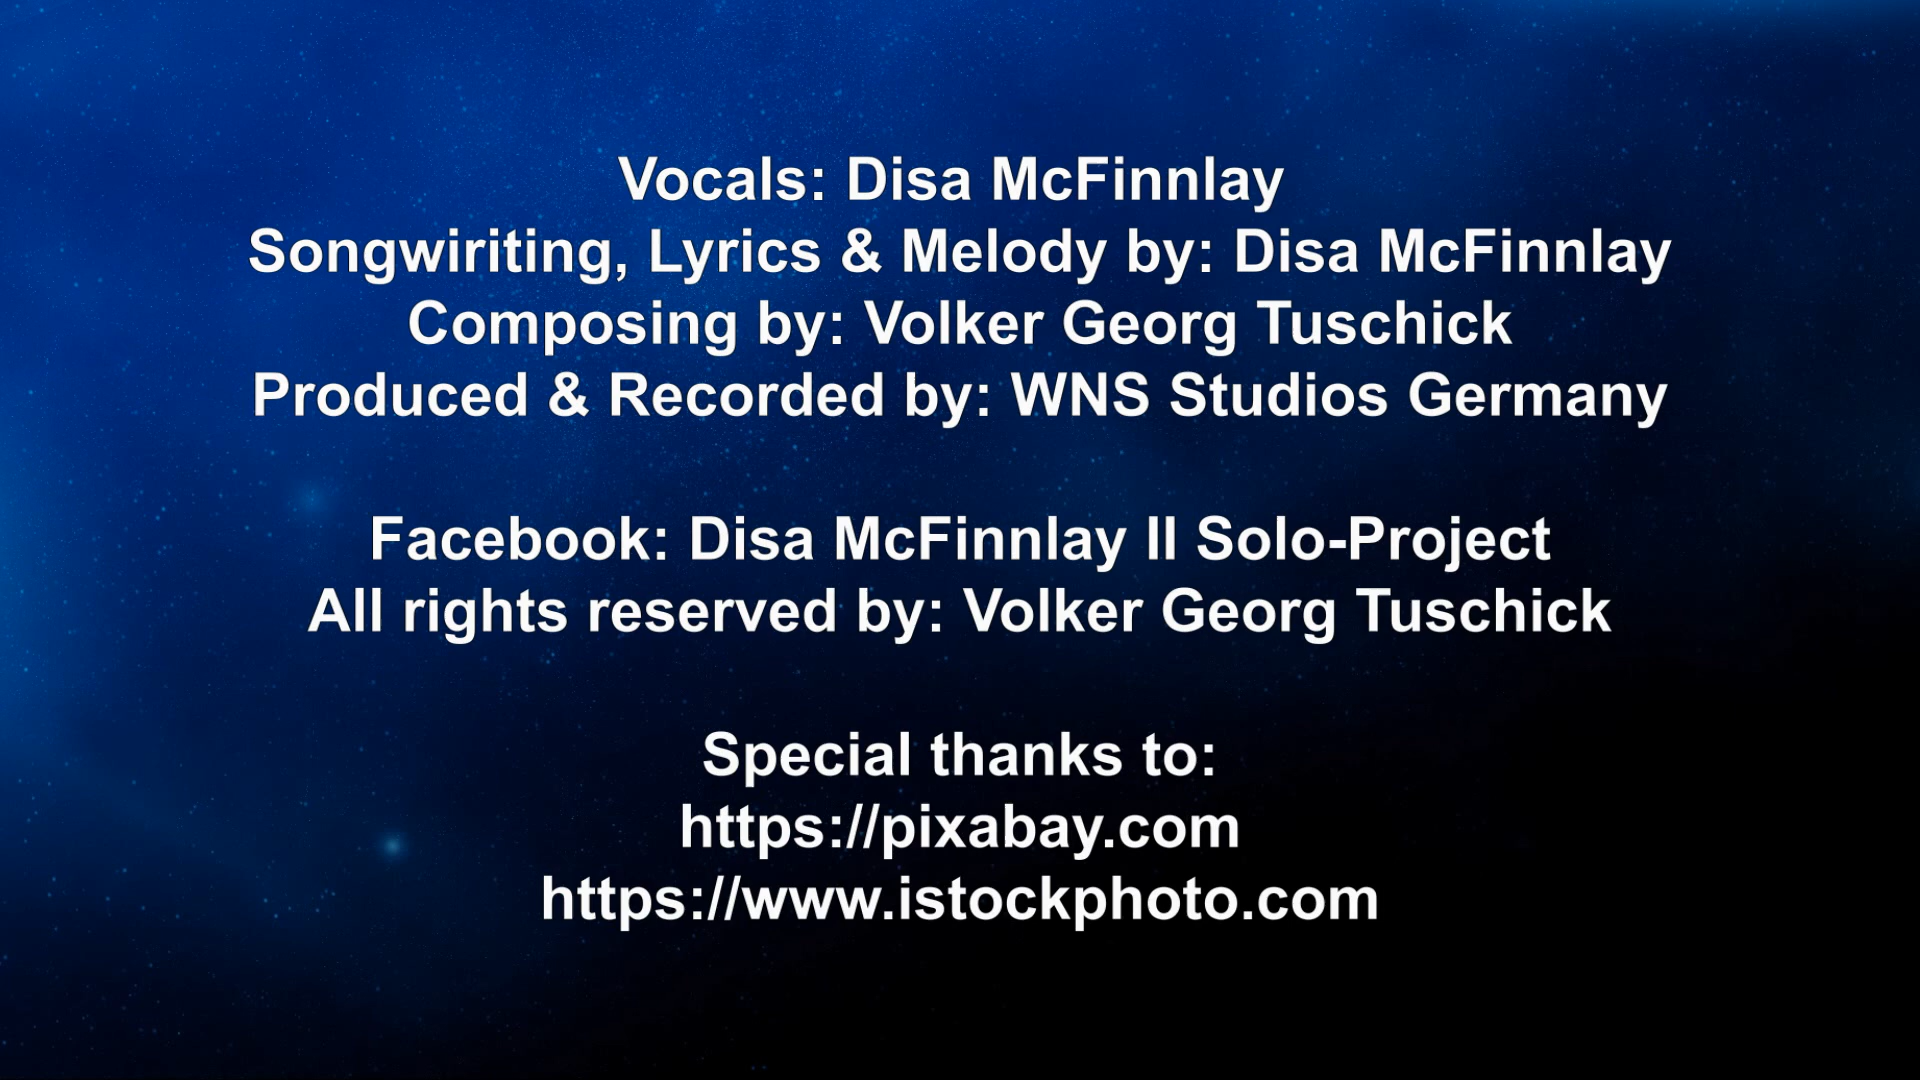 Vocals: Disa McFinnlay
Songwiriting, Lyrics & Melody by: Disa McFinnlay
Composing by: Volker Georg Tuschick
Produced & Recorded by: WNS Studios Germany
Facebook: Disa McFinnlay II Solo-Project
All rights reserved by: Volker Georg Tuschick
Special thanks to:
https://pixabay.com
https://www.istockphoto.com